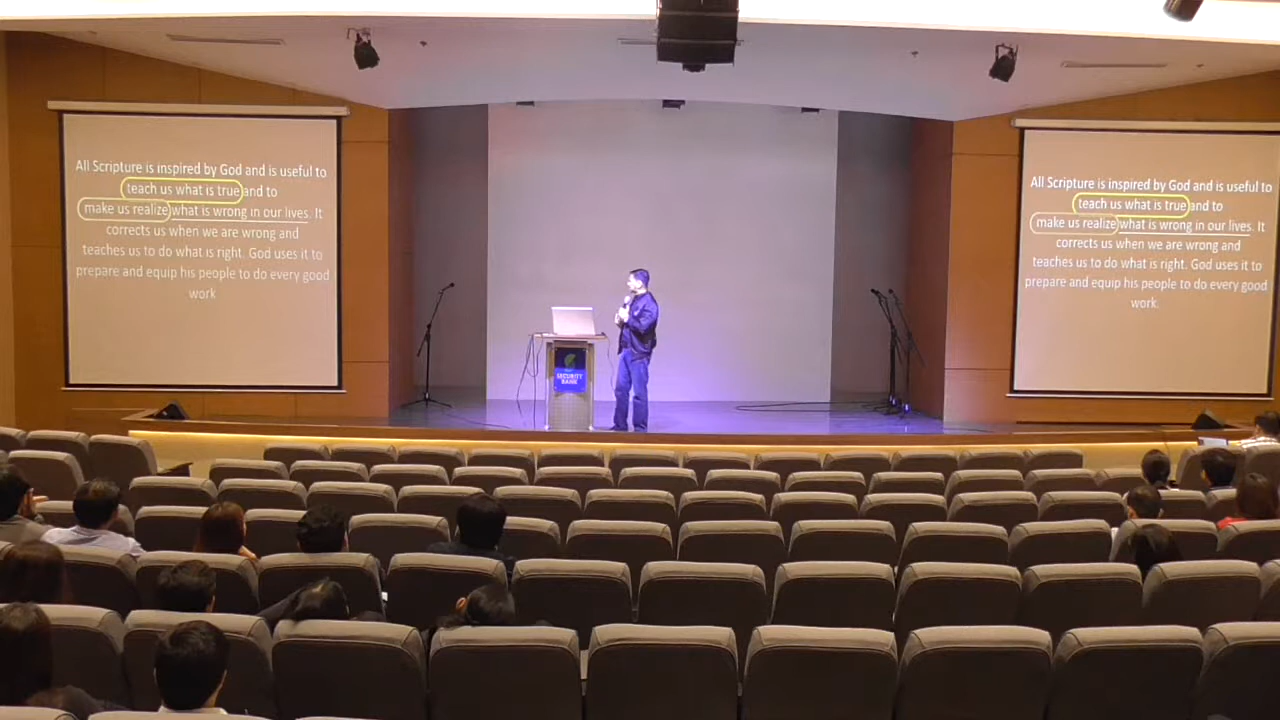 All Scripture is inspired by God and is useful to
teach us what is true and to
make us realize what is wrong in our lives. It
corrects us when we are wrong and
teaches us to do what is right. God uses it to
prepare and equip his people to do every good
work
SECURITY
BANK
All Scripture is inspired by God and is useful to
teach us what is true and to
make us realize what is wrong in our lives. It
corrects us when we are wrong and
teaches us to do what is right. God uses it to
prepare and equip his people to do every good
work.